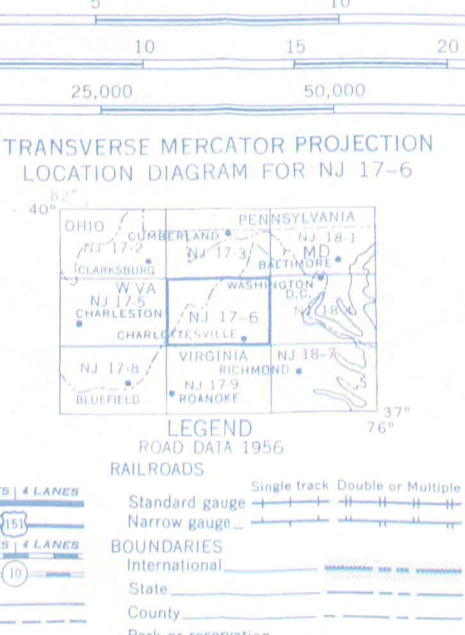 5 10
10 15 20
25,000 50,000
TRANSVERSE MERCATOR PROJECTION
LOCATION DIAGRAM FOR NJ 17-6
82°
40°
OHIO PENNSYLVANIA
CUMBERLAND NJ 18-1
NJ 17-2 NJ 17-3 MD
CLARKSBURG BALTIMORE
W VA WASHINGTON
D.C.
NJ 17-5 NJ 17-6 NJ 18-4
CHARLESTON
CHARLOTTESVILLE
VIRGINIA NJ 18-7
NJ 17-8 RICHMOND
NJ 17-9
BLUEFIELD ROANOKE
37°
76°
LEGEND
ROAD DATA 1956
RAILROADS
Single track Double or Multiple
4 LANES
Standard gauge
151
Narrow gauge
4 LANES
BOUNDARIES
International
10
State
County
Park or reservation